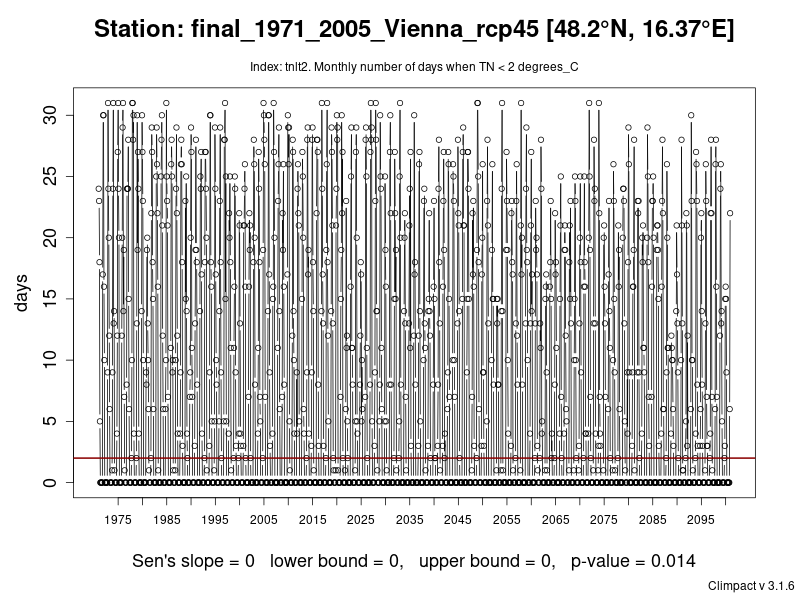 Station: final_1971_2005_Vienna_rcp45 [48.2°N, 16.37°E]
Index: tnlt2. Monthly number of days when TN < 2 degrees_C
days
30
25
20
15
10
5
0
1975 1985 1995 2005 2015 2025 2035 2045 2055 2065 2075 2085 2095
Sen's slope = 0 lower bound = 0, upper bound = 0, p-value = 0.014
Climpact v 3.1.6